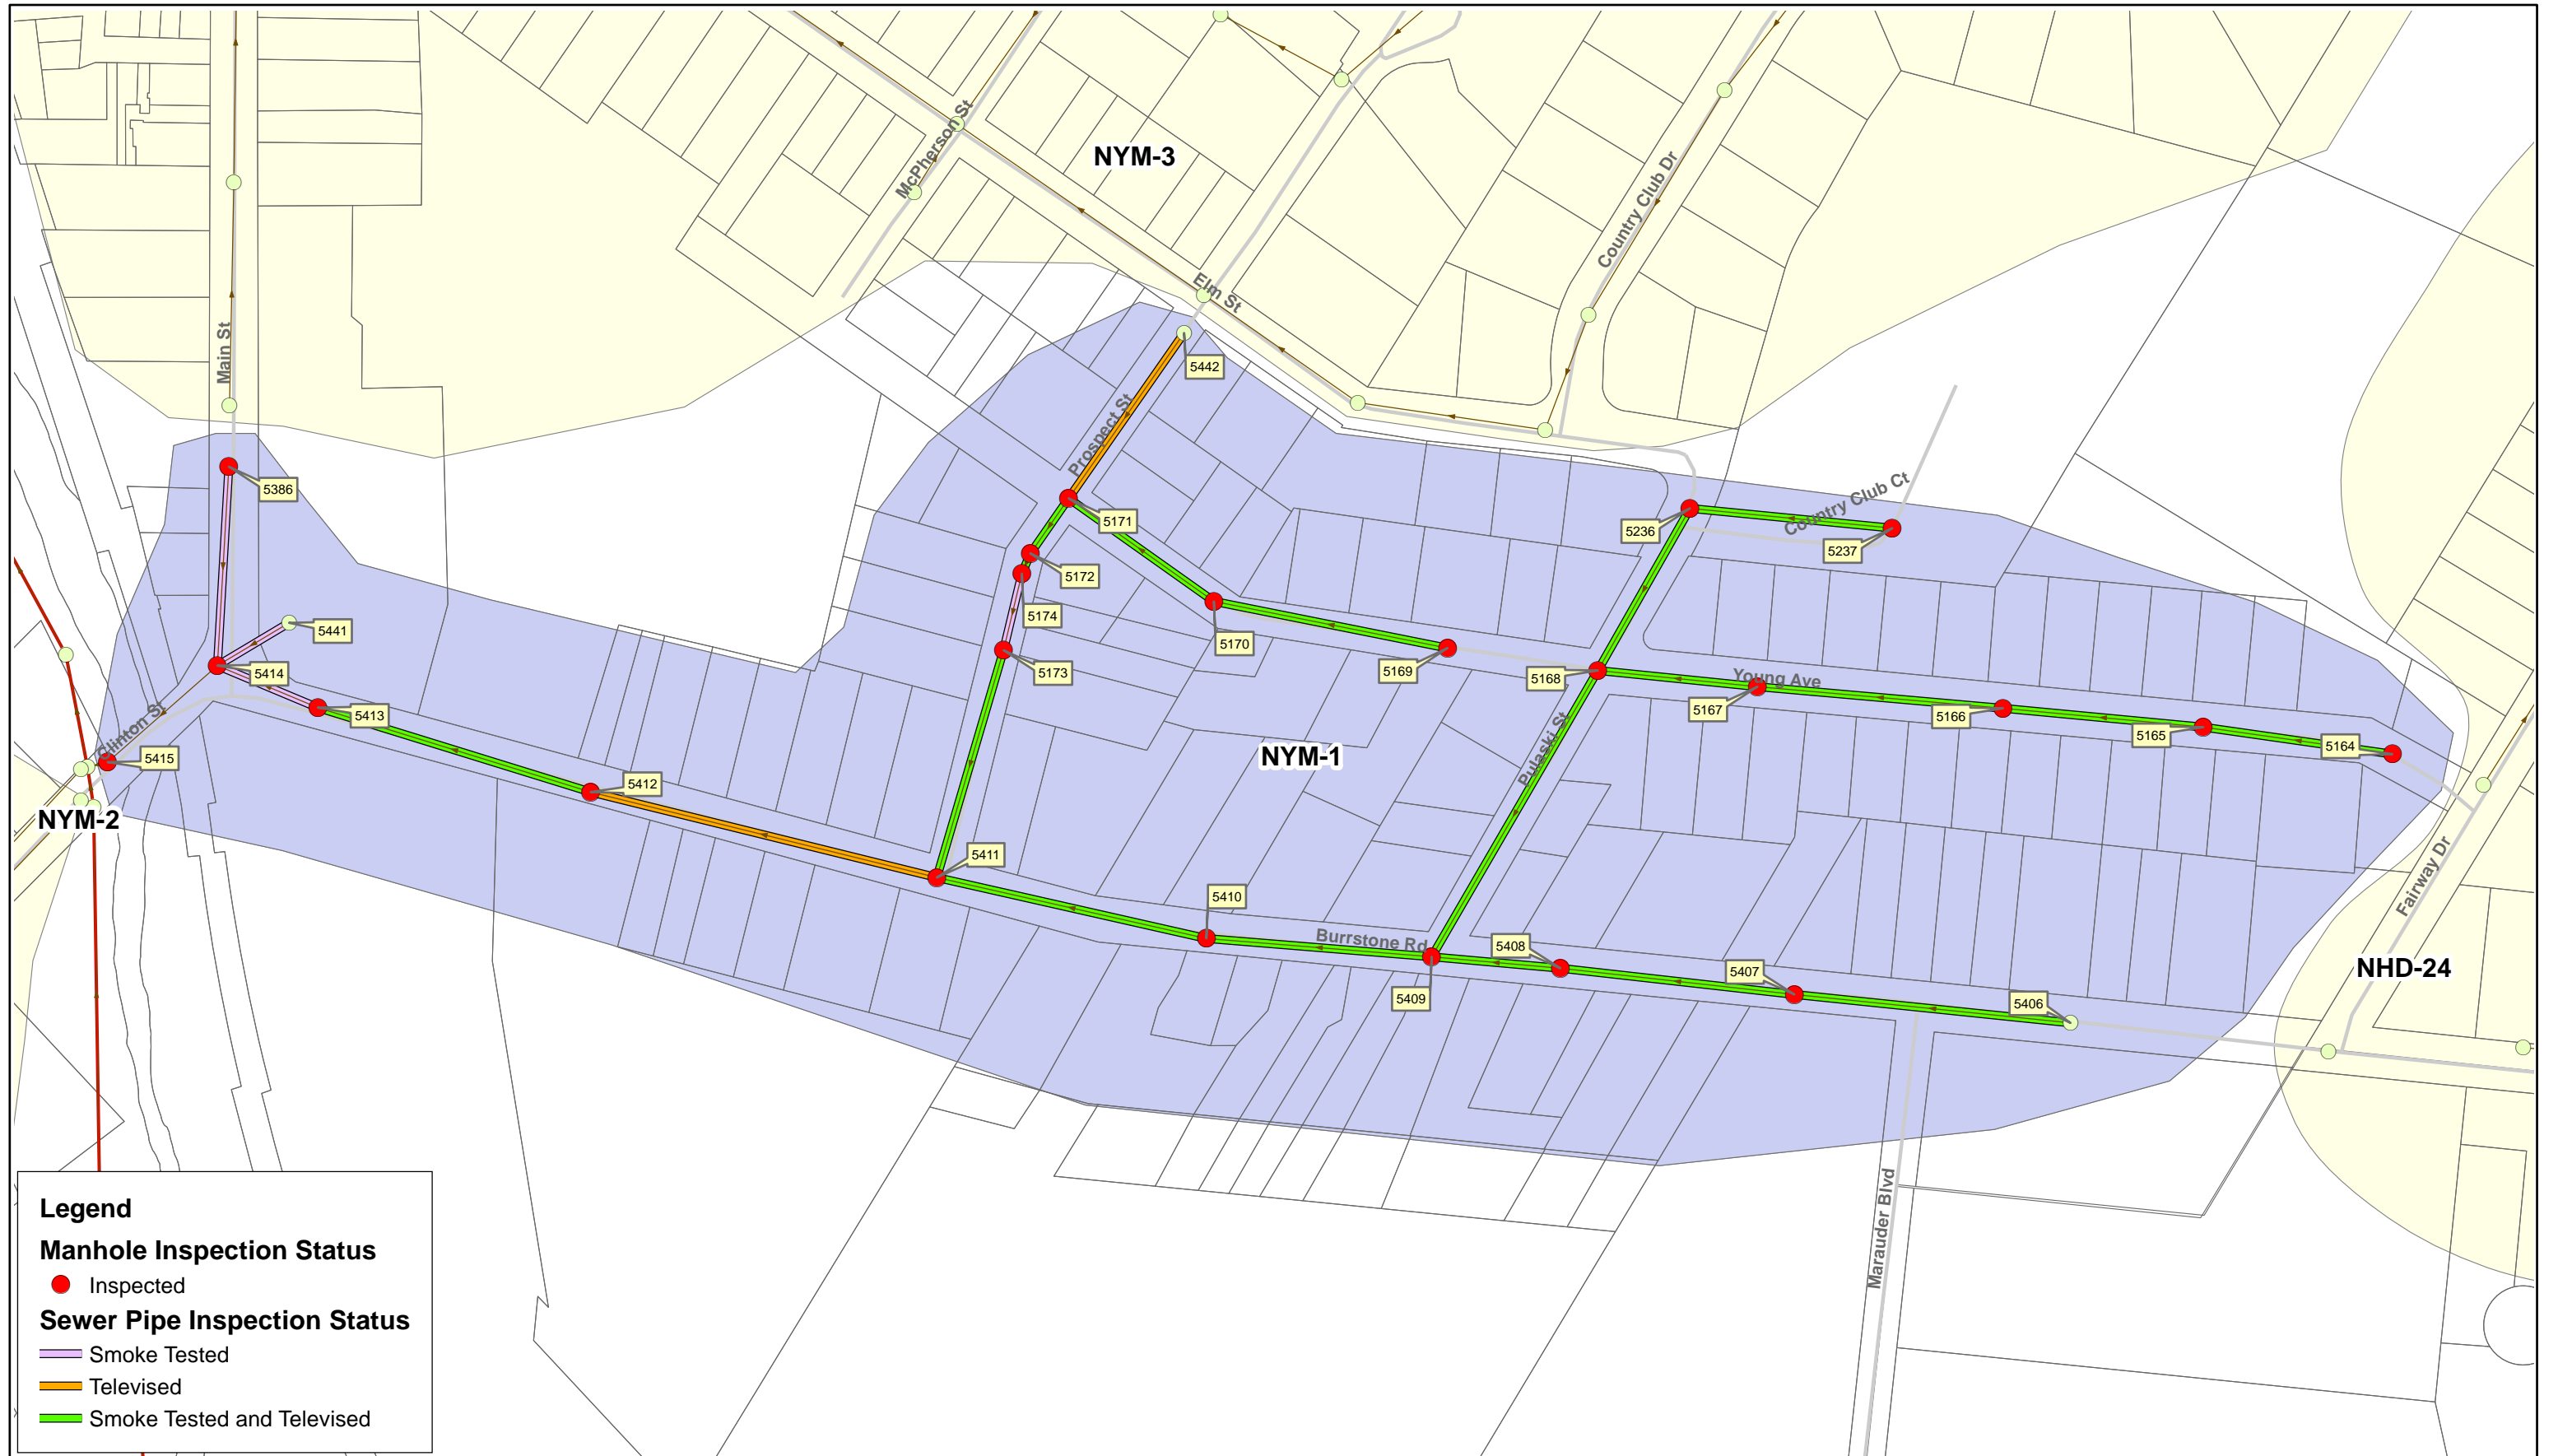 McPherson St
NYM-3
Country Club Dr
Elm St
Main St
5442
Prospect St
5386
Country Club Ct
5171
5236
5237
5172
5174
5441
5170
5169
5414
5173
5168
Young Ave
5167
5166
5165
5164
5413
Clinton St
5415
NYM-1
Pulaski St
5412
NYM-2
5411
Fairway Dr
5410
Burrstone Rd
5408
5407
NHD-24
5409
5406
Marauder Blvd
Legend
Manhole Inspection Status
Inspected
Sewer Pipe Inspection Status
Smoke Tested
Televised
Smoke Tested and Televised